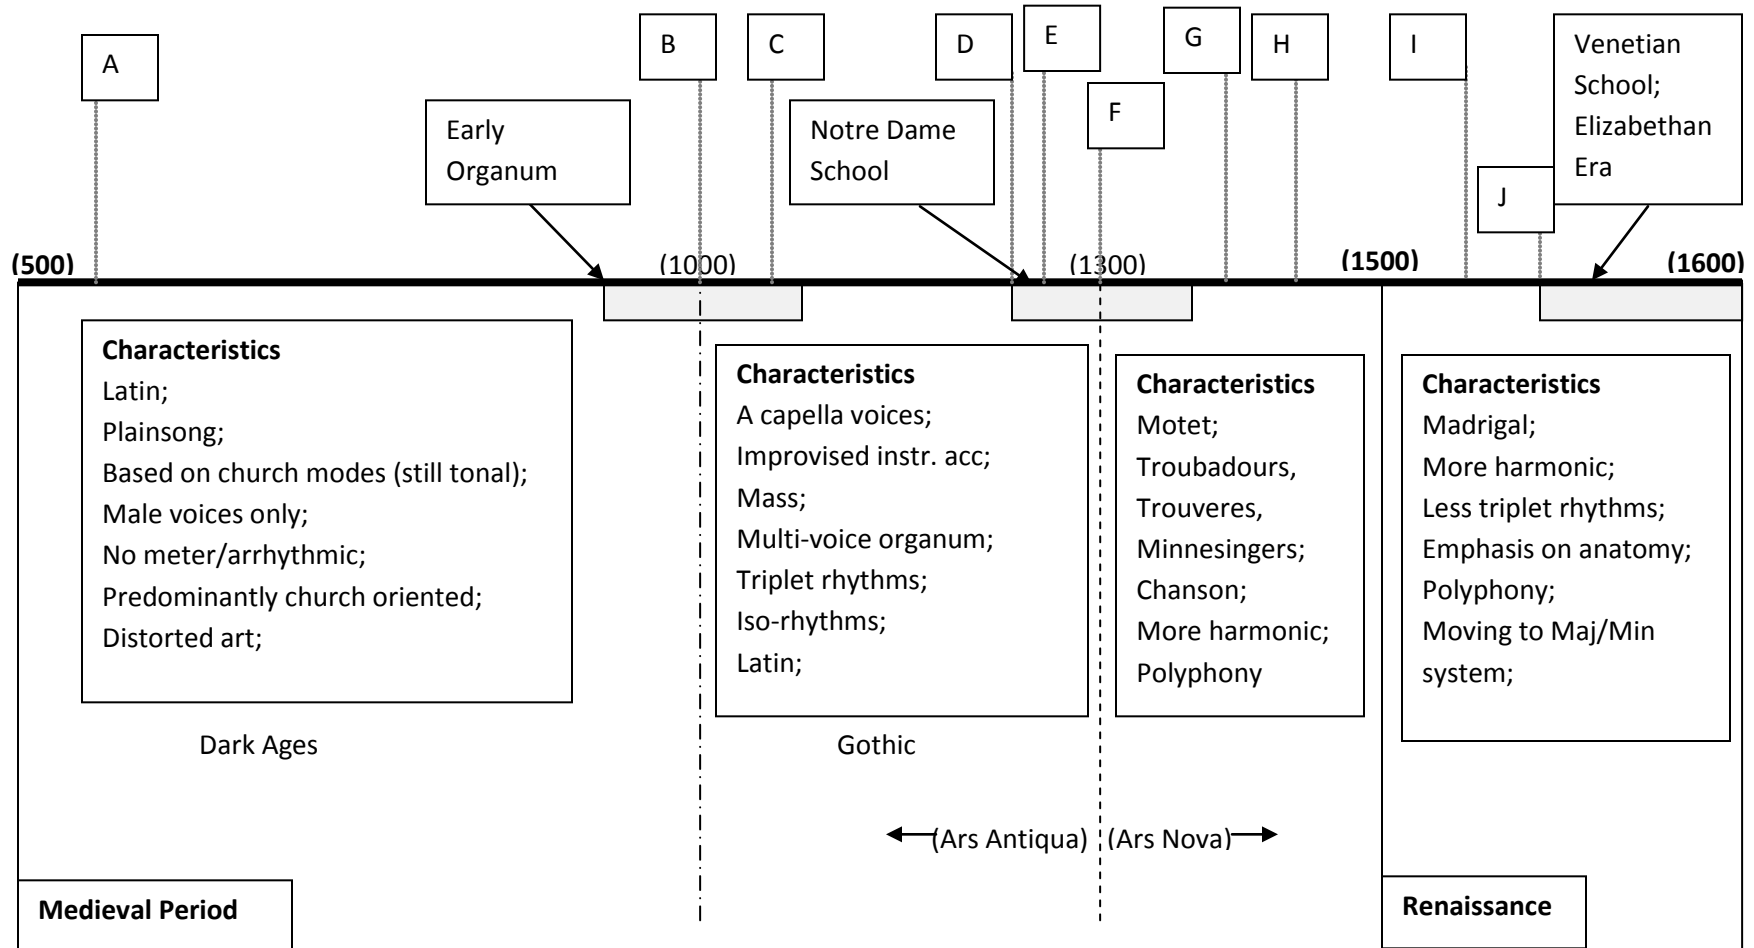 A
B
C
D
E
F
G
H
I
J
Early
Organum
Notre Dame
School
Venetian
School;
Elizabethan
Era
(500)
(1000)
(1300)
(1500)
(1600)
Characteristics
Latin;
Plainsong;
Based on church modes (still tonal);
Male voices only;
No meter/arrhythmic;
Predominantly church oriented;
Distorted art;
Characteristics
A capella voices;
Improvised instr. acc;
Mass;
Multi-voice organum;
Triplet rhythms;
Iso-rhythms;
Latin;
Characteristics
Motet;
Troubadours,
Trouveres,
Minnesingers;
Chanson;
More harmonic;
Polyphony
Characteristics
Madrigal;
More harmonic;
Less triplet rhythms;
Emphasis on anatomy;
Polyphony;
Moving to Maj/Min
system;
Dark Ages
Gothic
(Ars Antiqua)
(Ars Nova)
Medieval Period
Renaissance